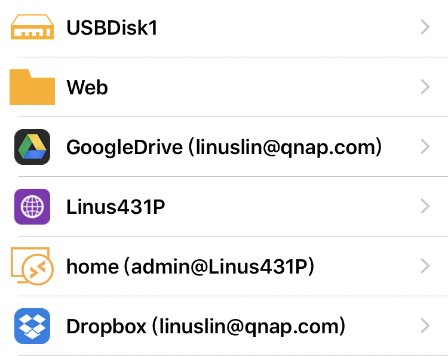 USBDisk1
Web
GoogleDrive (linuslin@qnap.com)
Linus431P
home (admin@Linus431P)
Dropbox (linuslin@qnap.com)